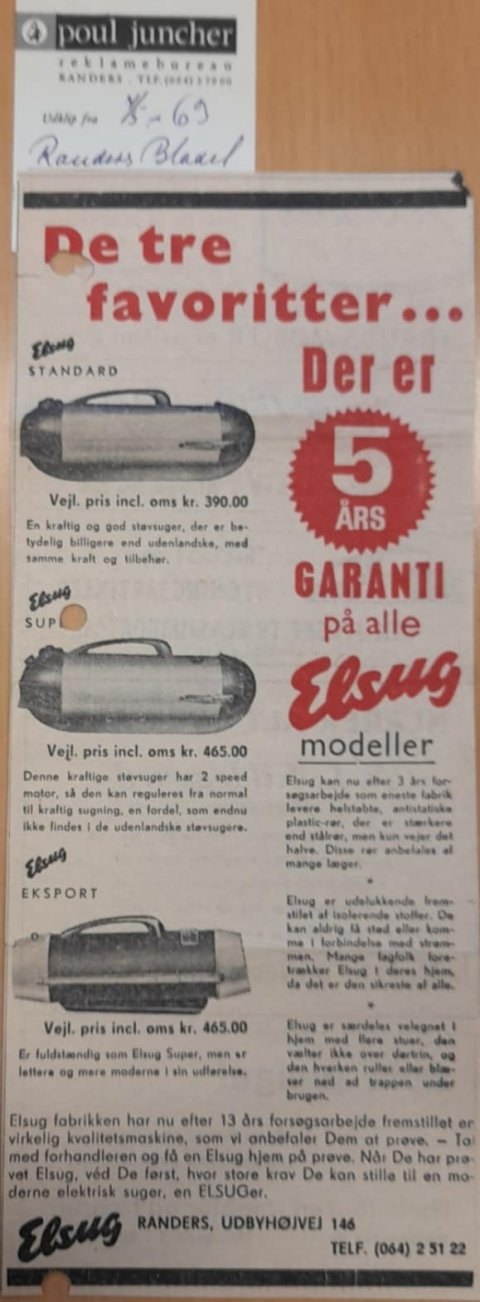 poul juncher
reklamebureau
RANDERS . TLF. (064)
Udklip fra
69
Randers
De tre
favoritter...
Elsug
STANDARD
Vejl. pris incl. oms kr. 390.00
En kraftig og god støvsuger, der er be-
tydelig billigere end udenlandske, med
samme kraft og tilbehør.
Elsug
SUP
Vejl. pris incl. oms kr. 465.00
Denne kraftige støvsuger har 2 speed
motor, så den kan reguleres fra normal
til kraftig sugning, en fordel, som endnu
ikke findes i de udenlandske støvsugere.
Elsug
EKSPORT
Vejl. pris incl. oms kr. 465.00
Er fuldstændig som Elsug Super, men er
lettere og mere moderne i sin udførelse.
Der er
5
ÅRS
GARANTI
på alle
Elsug
modeller
Elsug kan nu efter 3 års for-
søgsarbejde som eneste fabrik
levere helstøbte, antistatiske
plastic-rør, der er stærkere
end stålrør, men kun vejer det
halve. Disse rør anbefales af
mange læger.
*
Elsug er udelukkende frem-
stillet af isolerende stoffer. De
kan aldrig få stød eller kom-
me i forbindelse med strøm-
men. Mange fagfolk fore-
trækker Elsug i deres hjem,
da det er den sikreste af alle.
*
Elsug er særdeles velegnet i
hjem med flere stuer, den
vælter ikke over dørtrin, og
den hverken ruller eller blæ-
ser ned ad trappen under
brugen.
Elsug fabrikken har nu efter 13 års forsøgsarbejde fremstillet er
virkelig kvalitetsmaskine, som vi anbefaler Dem at prøve. – Ta
med forhandleren og få en Elsug hjem på prøve. Når De har prø-
vet Elsug, véd De først, hvor store krav De kan stille til en mo-
derne elektrisk suger, en ELSUGer.
Elsug RANDERS, UDBYHØJVEJ 146
TELF. (064) 2 51 22